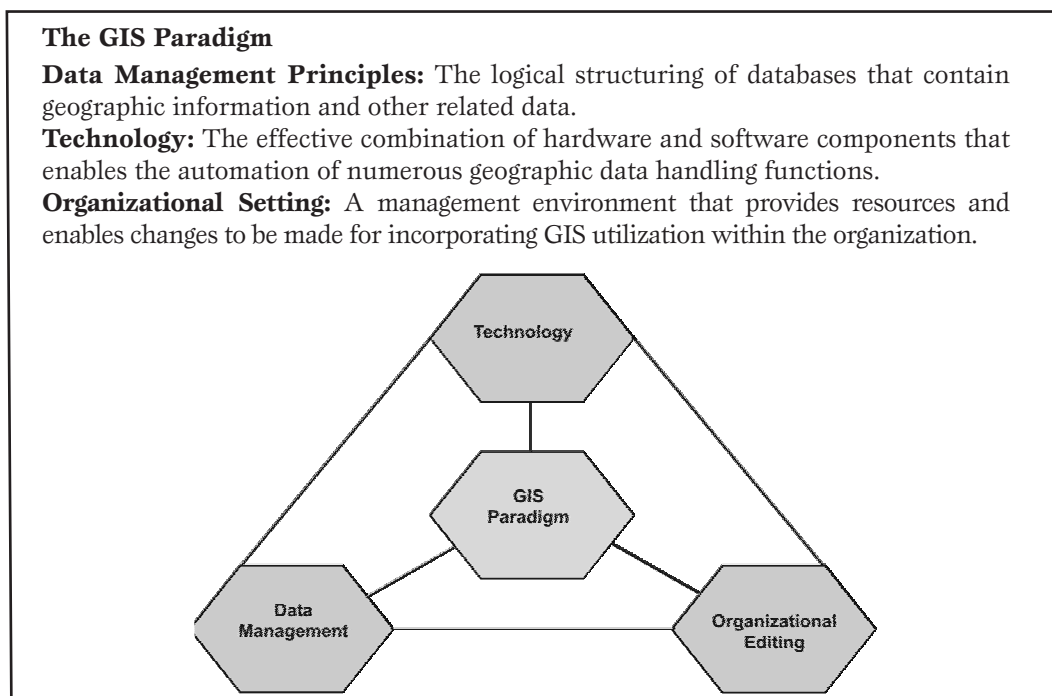 The GIS Paradigm
Data Management Principles: The logical structuring of databases that contain
geographic information and other related data.
Technology: The effective combination of hardware and software components that
enables the automation of numerous geographic data handling functions.
Organizational Setting: A management environment that provides resources and
enables changes to be made for incorporating GIS utilization within the organization.
Technology
GIS
Paradigm
Data
Management
Organizational
Editing